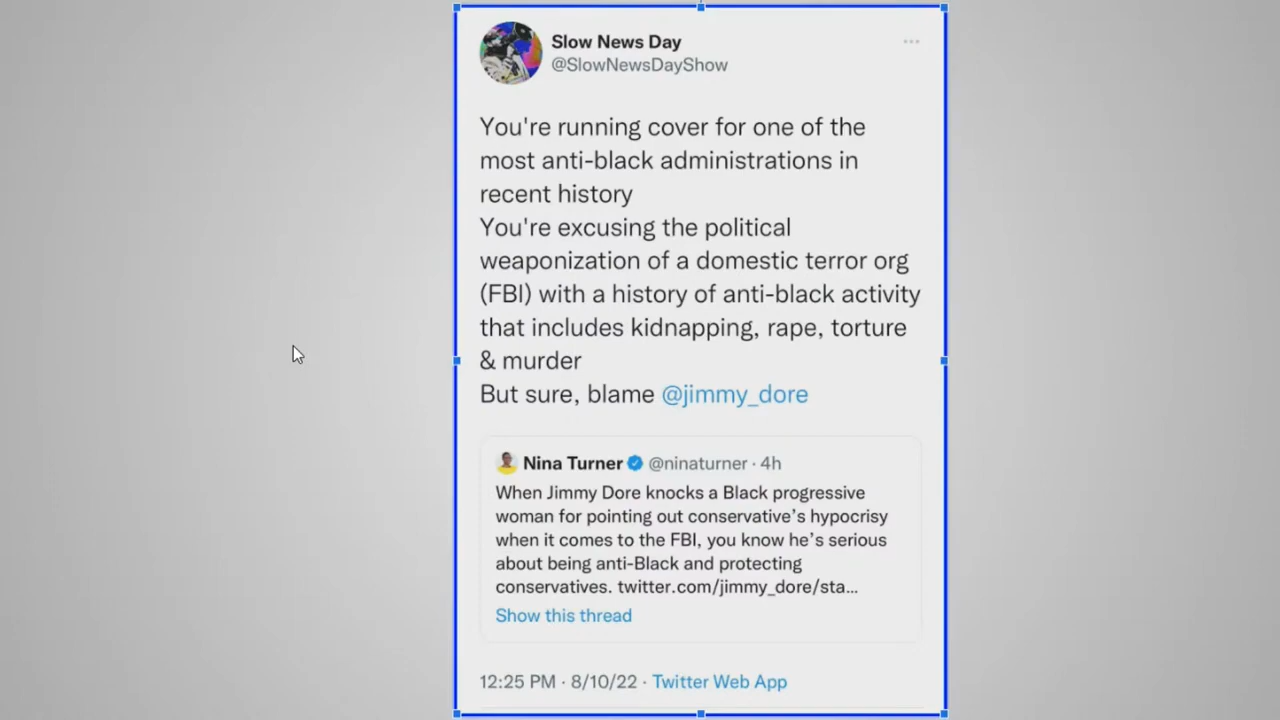 Slow News Day
@SlowNewsDayShow
You're running cover for one of the
most anti-black administrations in
recent history
You're excusing the political
weaponization of a domestic terror org
(FBI) with a history of anti-black activity
that includes kidnapping, rape, torture
& murder
But sure, blame @jimmy_dore
Nina Turner @ninaturner · 4h
When Jimmy Dore knocks a Black progressive
woman for pointing out conservative's hypocrisy
when it comes to the FBI, you know he's serious
about being anti-Black and protecting
conservatives. twitter.com/jimmy_dore/sta...
Show this thread
12:25 PM · 8/10/22 · Twitter Web App